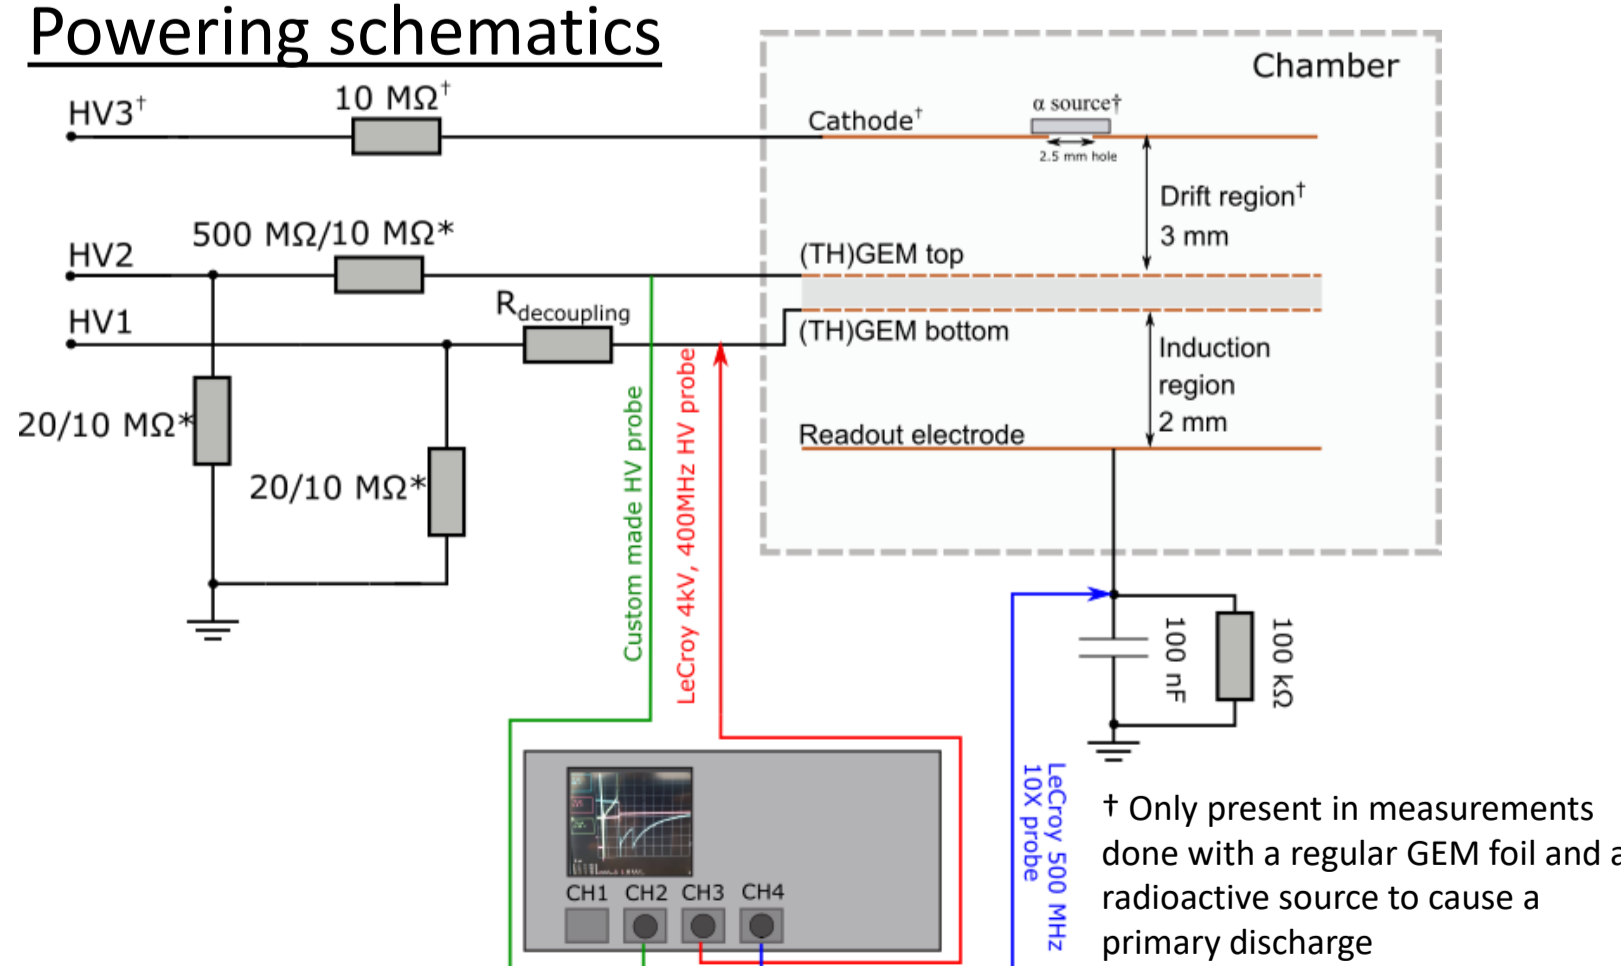 Powering schematics
Chamber
HV3†
10 MΩ†
Cathode†
α source†
2.5 mm hole
Drift region†
3 mm
HV2
500 MΩ/10 MΩ*
(TH)GEM top
HV1
Rdecoupling
(TH)GEM bottom
Induction
region
2 mm
20/10 MΩ*
20/10 MΩ*
Readout electrode
Custom made HV probe
LeCroy 4kV, 400MHz HV probe
100 nF
100 kΩ
LeCroy 500 MHz
10X probe
CH1 CH2 CH3 CH4
† Only present in measurements
done with a regular GEM foil and a
radioactive source to cause a
primary discharge